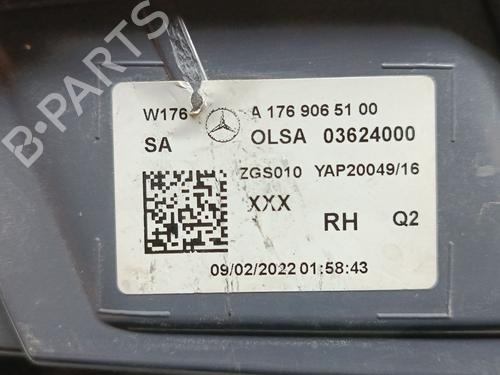 B-PARTS
W176 A 176 906 51 00
SA OLSA 03624000
ZGS010 YAP20049/16
XXX RH Q2
09/02/2022 01:58:43